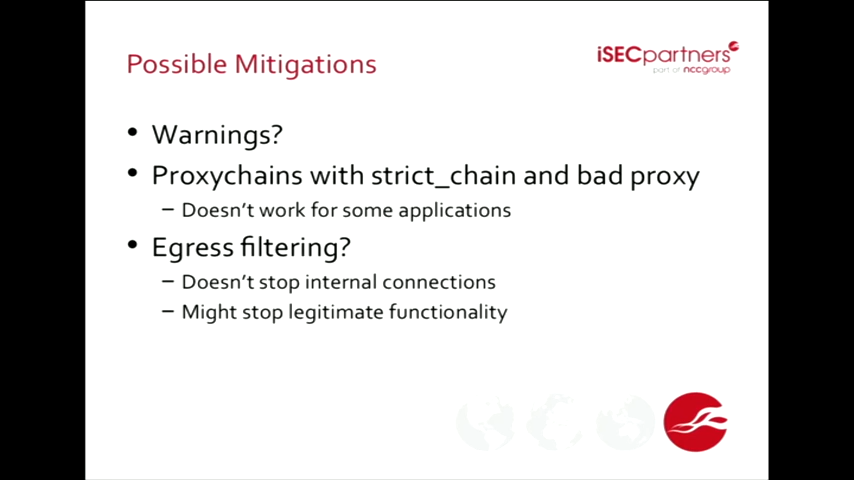 Possible Mitigations
iSECpartners
part of nccgroup
• Warnings?
• Proxychains with strict_chain and bad proxy
– Doesn't work for some applications
• Egress filtering?
– Doesn't stop internal connections
– Might stop legitimate functionality